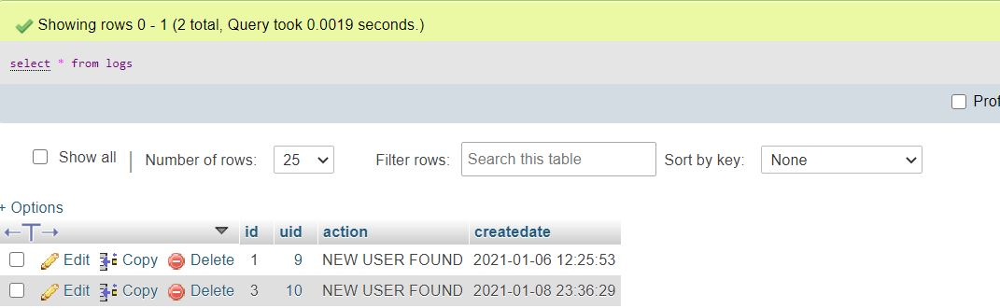 Showing rows 0 - 1 (2 total, Query took 0.0019 seconds.)
select * from logs
Prof
Show all | Number of rows: 25 Filter rows: Search this table Sort by key: None
+ Options
←T→ id uid action createdate
Edit Copy Delete 1 9 NEW USER FOUND 2021-01-06 12:25:53
Edit Copy Delete 3 10 NEW USER FOUND 2021-01-08 23:36:29